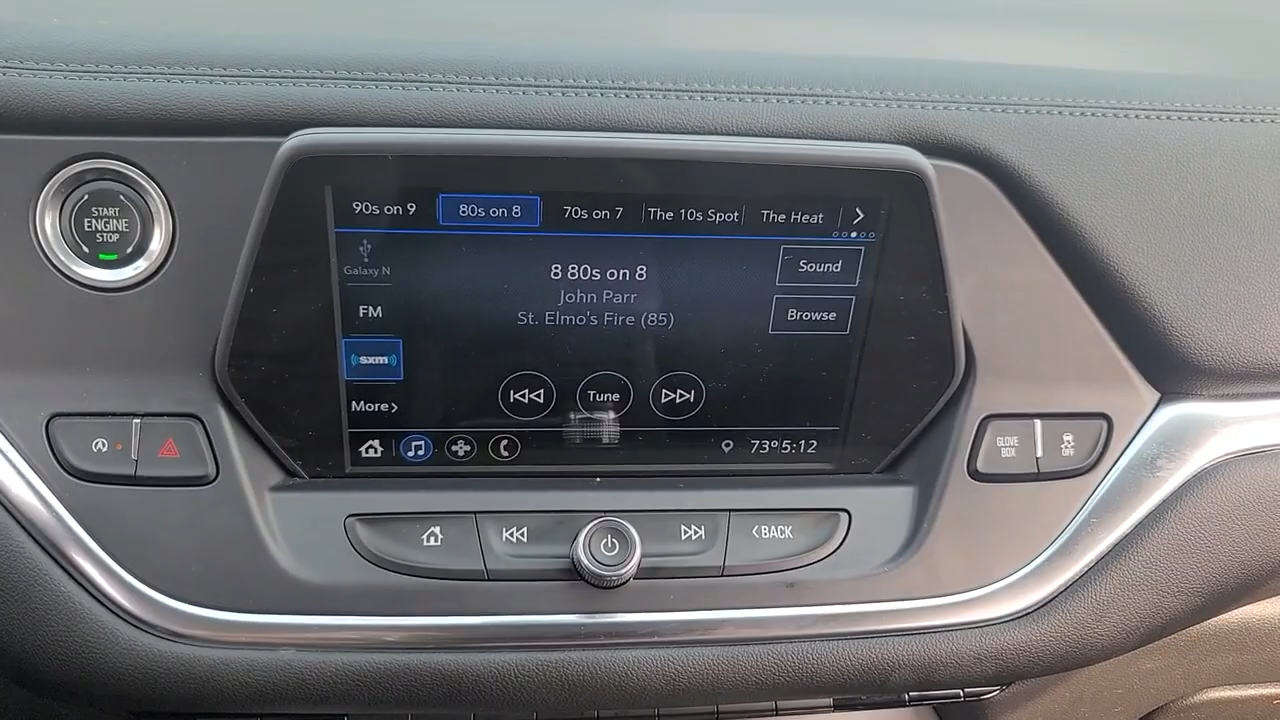 START
ENGINE
STOP
90s on 9
80s on 8
70s on 7
The 10s Spot
The Heat
Galaxy N
8 80s on 8
Sound
John Parr
FM
St. Elmo's Fire (85)
Browse
((sxm))
More
Tune
73° 5:12
GLOVE
BOX
OFF
BACK